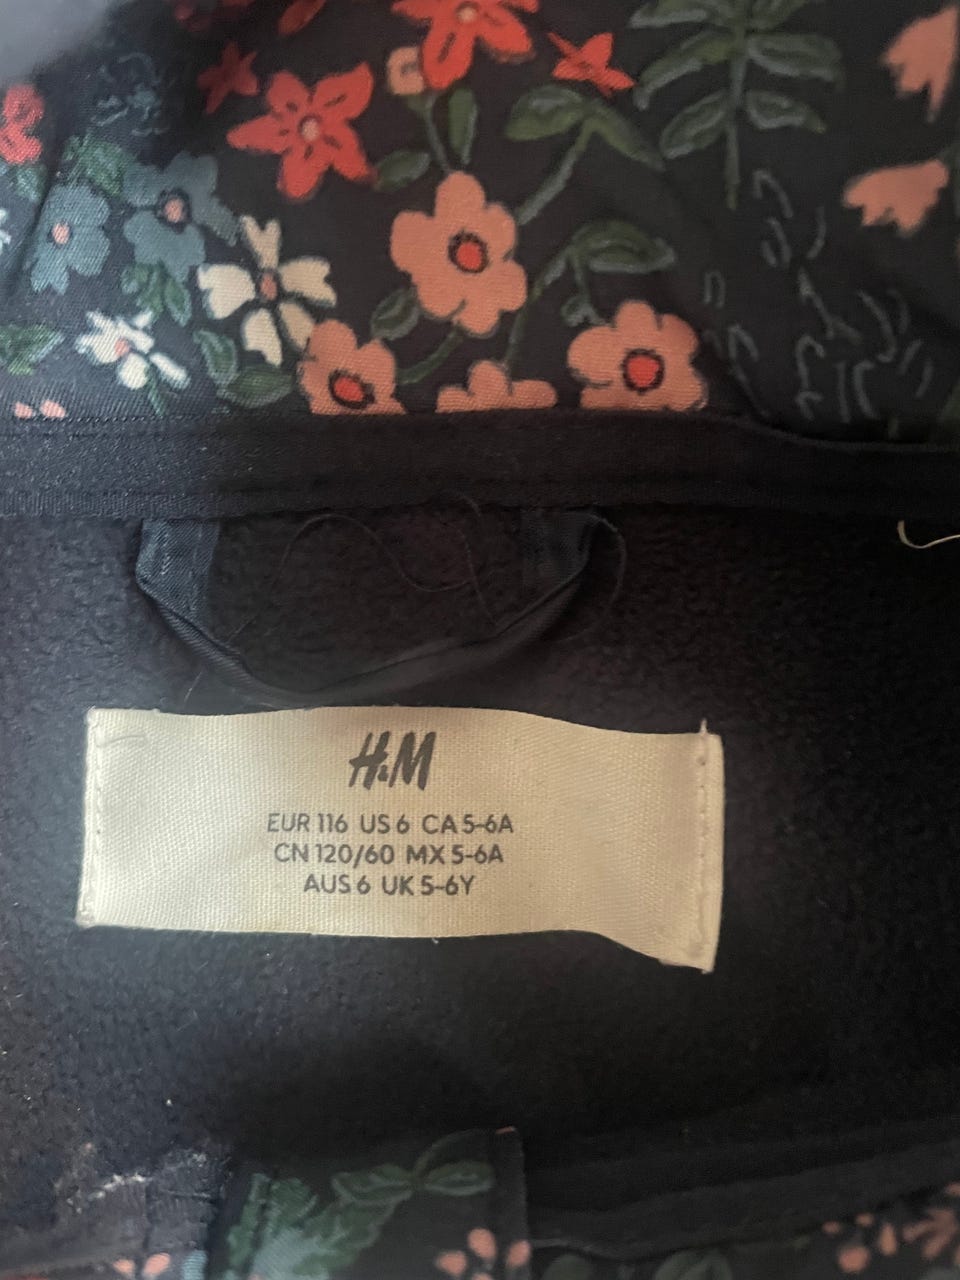 H&M
EUR 116 US 6 CA 5-6A
CN 120/60 MX 5-6A
AUS 6 UK 5-6Y